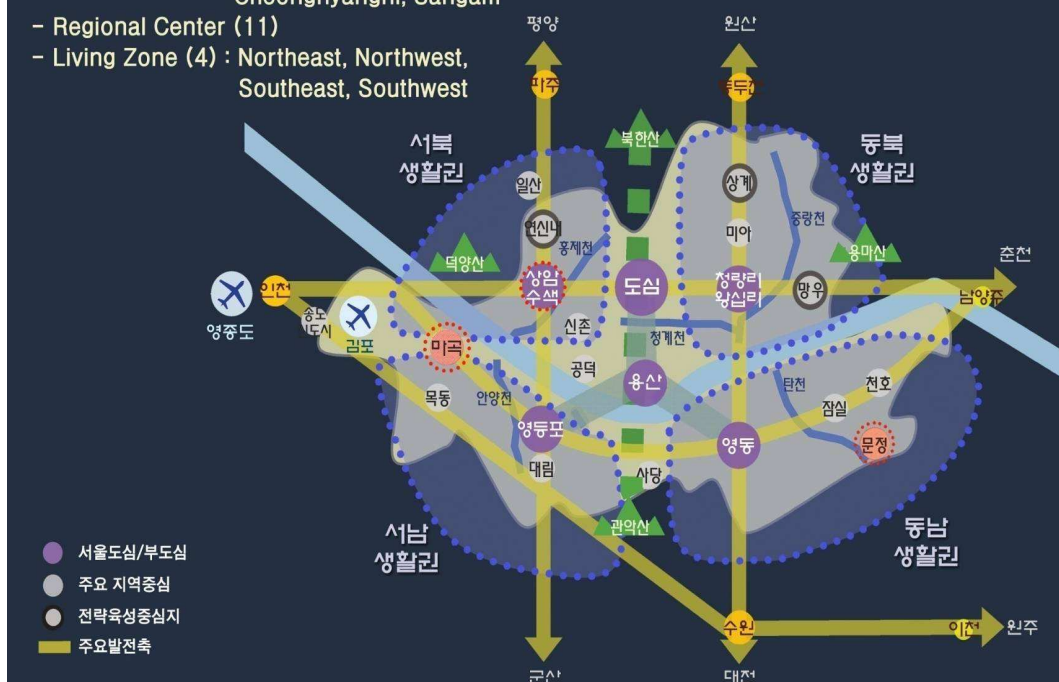 Cheongnyangni, Sangam
- Regional Center (11)
- Living Zone (4) : Northeast, Northwest,
Southeast, Southwest
평양
원산
파주
동두천
북한산
서북
생활권
동북
생활권
일산
상계
연신내
홍제천
미아
중랑천
덕양산
용마산
춘천
영종도
인천
상암
수색
도심
청량리
왕십리
망우
남양주
송도
신도시
김포
마곡
신촌
청계천
공덕
용산
목동
안양천
탄천
잠실
천호
영등포
영동
문정
대림
사당
관악산
서남
생활권
동남
생활권
서울도심/부도심
주요 지역중심
전략육성중심지
주요발전축
수원
이천
원주
군산
대전